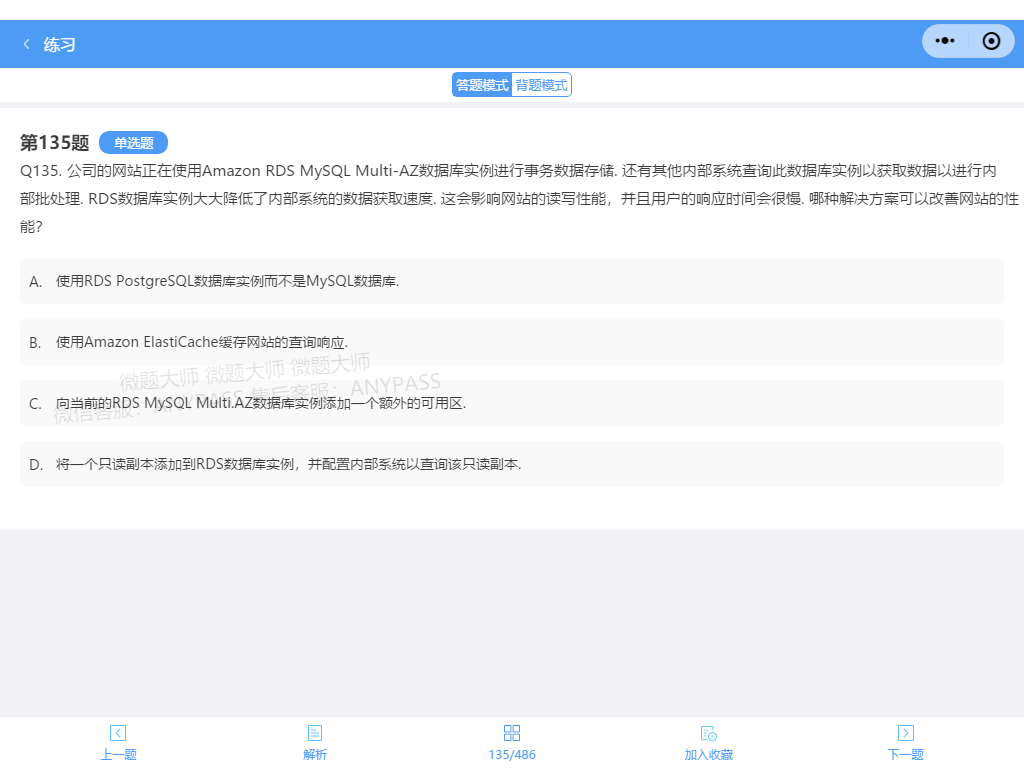 练习
答题模式 背题模式
第135题 单选题
Q135. 公司的网站正在使用Amazon RDS MySQL Multi-AZ数据库实例进行事务数据存储. 还有其他内部系统查询此数据库实例以获取数据以进行内
部批处理. RDS数据库实例大大降低了内部系统的数据获取速度. 这会影响网站的读写性能，并且用户的响应时间会很慢. 哪种解决方案可以改善网站的性
能？
A. 使用RDS PostgreSQL数据库实例而不是MySQL数据库.
B. 使用Amazon ElastiCache缓存网站的查询响应.
微题大师 微题大师 微题大师
微信客服：ANYPASS 售后客服：ANYPASS
C. 向当前的RDS MySQL Multi.AZ数据库实例添加一个额外的可用区.
D. 将一个只读副本添加到RDS数据库实例，并配置内部系统以查询该只读副本.
上一题 解析 135/486 加入收藏 下一题